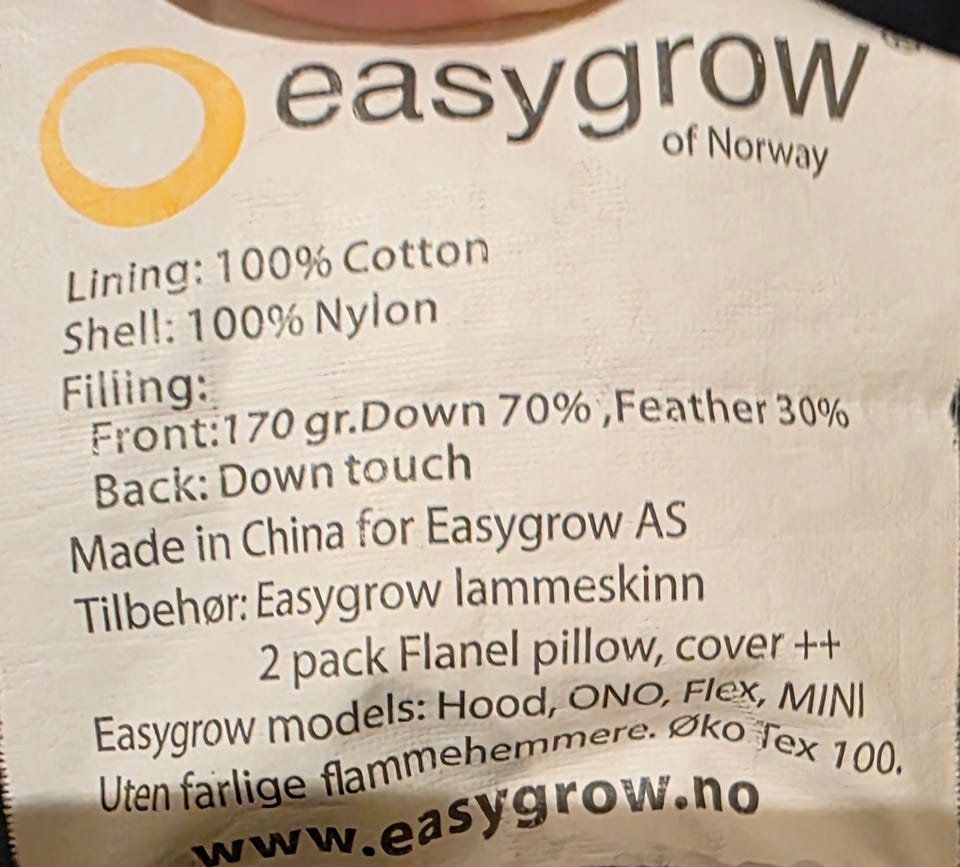 easygrow
of Norway
Lining: 100% Cotton
Shell: 100% Nylon
Filiing:
Front:170 gr.Down 70% ,Feather 30%
Back: Down touch
Made in China for Easygrow AS
Tilbehør: Easygrow lammeskinn
2 pack Flanel pillow, cover ++
Easygrow models: Hood, ONO, Flex, MINI
Uten farlige flammehemmere. Øko Tex 100.
www.easygrow.no